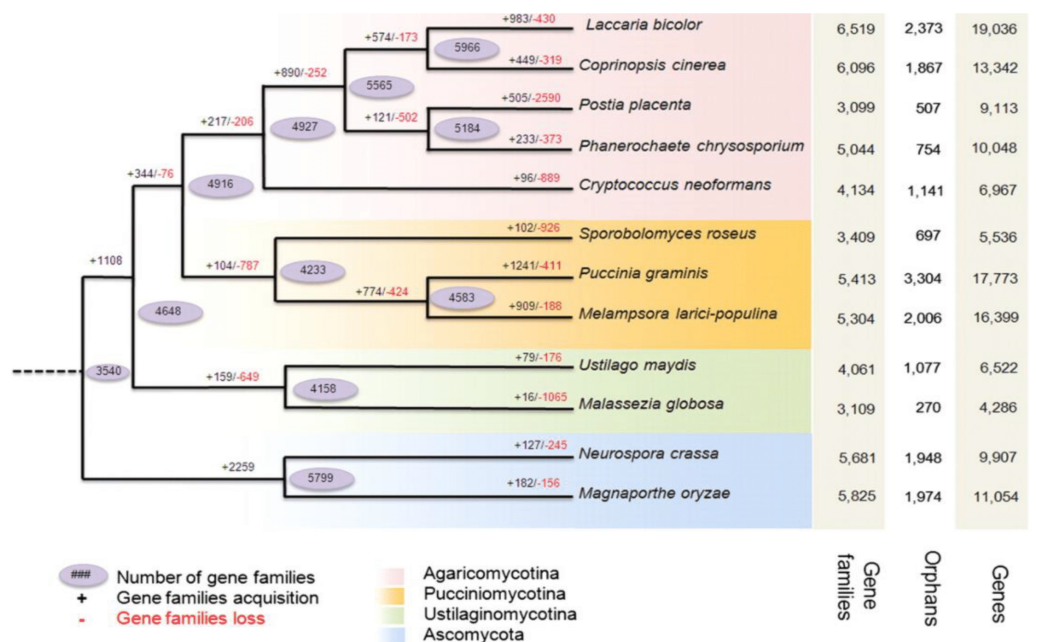 +983/-430 Laccaria bicolor 6,519 2,373 19,036
+574/-173
5966
+449/-319 Coprinopsis cinerea 6,096 1,867 13,342
+890/-252
5565
+505/-2590 Postia placenta 3,099 507 9,113
+217/-206
4927
+121/-502
5184
+233/-373 Phanerochaete chrysosporium 5,044 754 10,048
+344/-76
4916
+96/-889 Cryptococcus neoformans 4,134 1,141 6,967
+102/-926 Sporobolomyces roseus 3,409 697 5,536
+1108
+104/-787
4233
+1241/-411 Puccinia graminis 5,413 3,304 17,773
+774/-424
4583
4648
+909/-188 Melampsora larici-populina 5,304 2,006 16,399
3540
+79/-176 Ustilago maydis 4,061 1,077 6,522
+159/-649
4158
+16/-1065 Malassezia globosa 3,109 270 4,286
+127/-245 Neurospora crassa 5,681 1,948 9,907
+2259
5799
+182/-156 Magnaporthe oryzae 5,825 1,974 11,054
### Number of gene families
+ Gene families acquisition
- Gene families loss
Agaricomycotina
Pucciniomycotina
Ustilaginomycotina
Ascomycota
Gene
families
Orphans
Genes